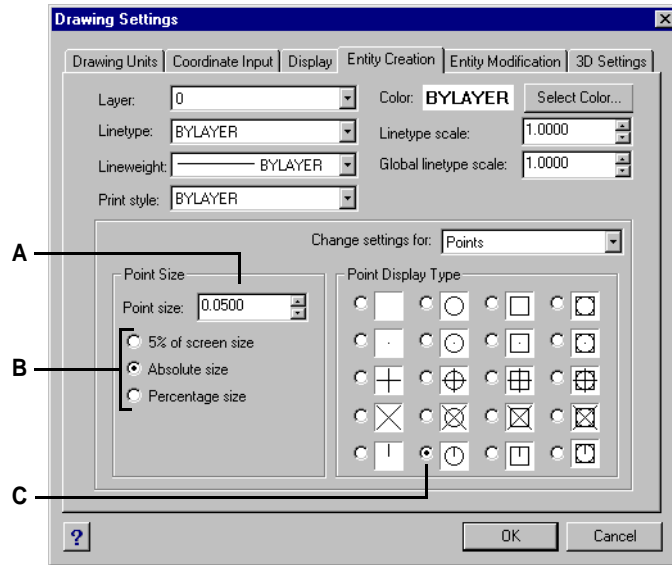 Drawing Settings
Drawing Units Coordinate Input Display Entity Creation Entity Modification 3D Settings
Layer: 0 Color: BYLAYER Select Color...
Linetype: BYLAYER Linetype scale: 1.0000
Lineweight: BYLAYER Global linetype scale: 1.0000
Print style: BYLAYER
Change settings for: Points
A
Point Size Point Display Type
Point size: 0.0500
5% of screen size
B Absolute size
Percentage size
C
? OK Cancel